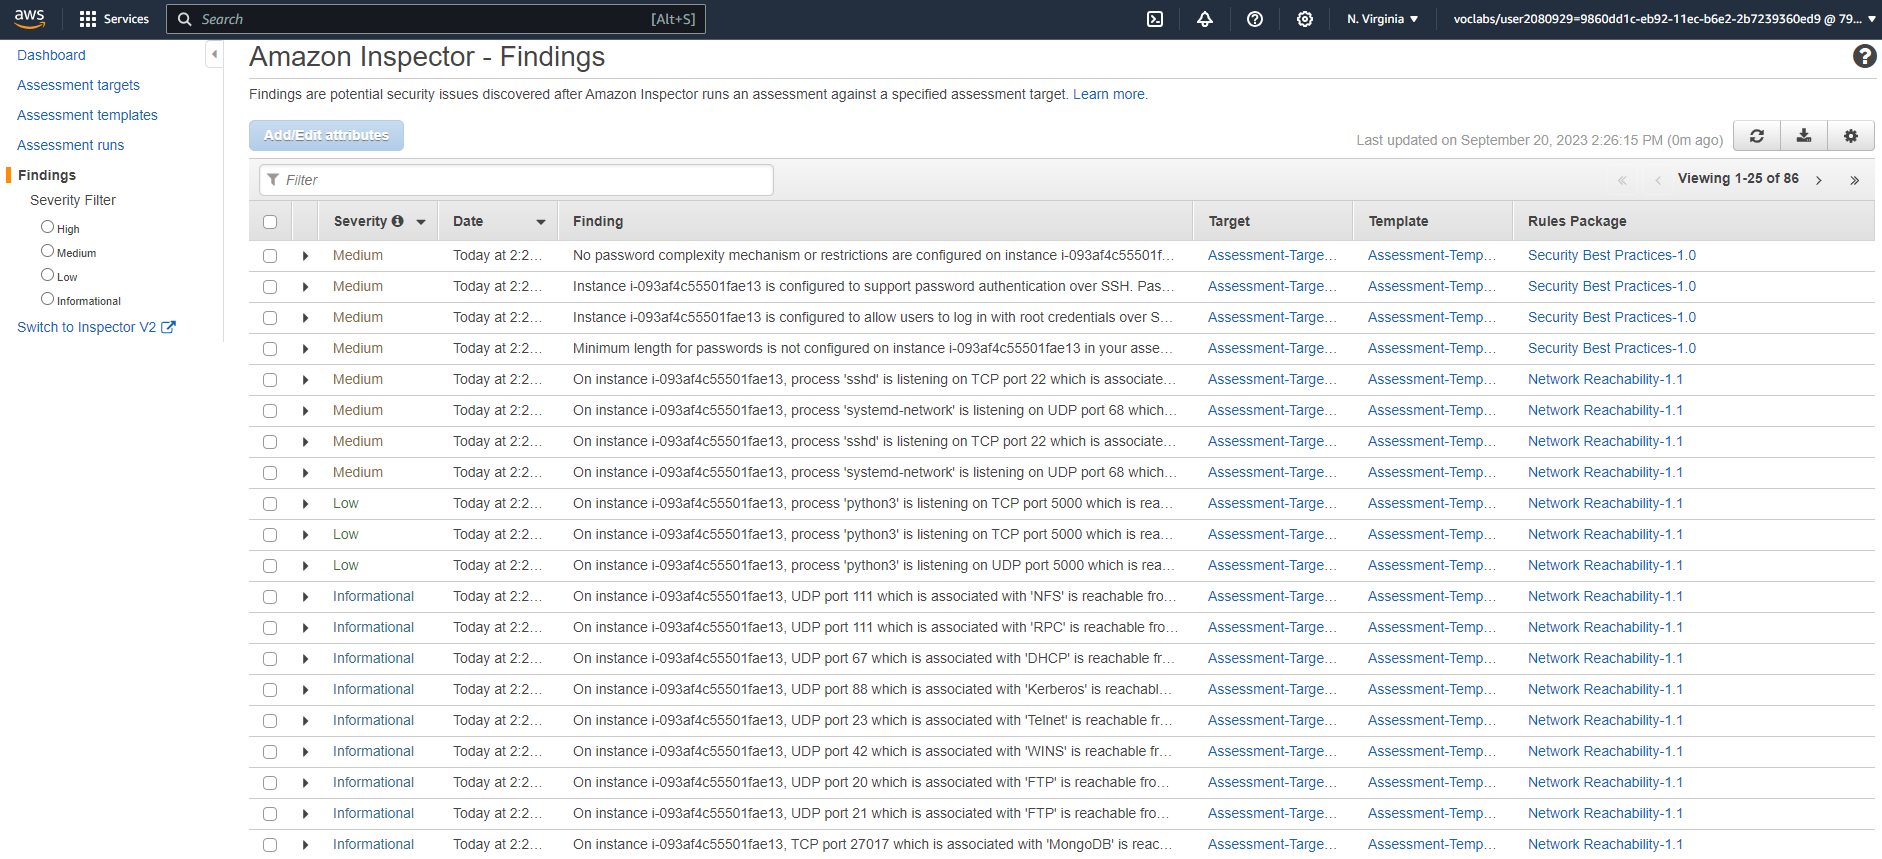 aws Services Search [Alt+S] N. Virginia voclabs/user2080929=9860dd1c-eb92-11ec-b6e2-2b7239360ed9 @ 79...
Dashboard
Assessment targets
Assessment templates
Assessment runs
Findings
Severity Filter
High
Medium
Low
Informational
Switch to Inspector V2
Amazon Inspector - Findings
Findings are potential security issues discovered after Amazon Inspector runs an assessment against a specified assessment target. Learn more.
Add/Edit attributes
Last updated on September 20, 2023 2:26:15 PM (0m ago)
Filter
« ‹ Viewing 1-25 of 86 › »
Severity Date Finding Target Template Rules Package
Medium Today at 2:2... No password complexity mechanism or restrictions are configured on instance i-093af4c55501f... Assessment-Targe... Assessment-Temp... Security Best Practices-1.0
Medium Today at 2:2... Instance i-093af4c55501fae13 is configured to support password authentication over SSH. Pas... Assessment-Targe... Assessment-Temp... Security Best Practices-1.0
Medium Today at 2:2... Instance i-093af4c55501fae13 is configured to allow users to log in with root credentials over S... Assessment-Targe... Assessment-Temp... Security Best Practices-1.0
Medium Today at 2:2... Minimum length for passwords is not configured on instance i-093af4c55501fae13 in your asse... Assessment-Targe... Assessment-Temp... Security Best Practices-1.0
Medium Today at 2:2... On instance i-093af4c55501fae13, process 'sshd' is listening on TCP port 22 which is associate... Assessment-Targe... Assessment-Temp... Network Reachability-1.1
Medium Today at 2:2... On instance i-093af4c55501fae13, process 'systemd-network' is listening on UDP port 68 which... Assessment-Targe... Assessment-Temp... Network Reachability-1.1
Medium Today at 2:2... On instance i-093af4c55501fae13, process 'sshd' is listening on TCP port 22 which is associate... Assessment-Targe... Assessment-Temp... Network Reachability-1.1
Medium Today at 2:2... On instance i-093af4c55501fae13, process 'systemd-network' is listening on UDP port 68 which... Assessment-Targe... Assessment-Temp... Network Reachability-1.1
Low Today at 2:2... On instance i-093af4c55501fae13, process 'python3' is listening on TCP port 5000 which is rea... Assessment-Targe... Assessment-Temp... Network Reachability-1.1
Low Today at 2:2... On instance i-093af4c55501fae13, process 'python3' is listening on TCP port 5000 which is rea... Assessment-Targe... Assessment-Temp... Network Reachability-1.1
Low Today at 2:2... On instance i-093af4c55501fae13, process 'python3' is listening on UDP port 5000 which is rea... Assessment-Targe... Assessment-Temp... Network Reachability-1.1
Informational Today at 2:2... On instance i-093af4c55501fae13, UDP port 111 which is associated with 'NFS' is reachable fro... Assessment-Targe... Assessment-Temp... Network Reachability-1.1
Informational Today at 2:2... On instance i-093af4c55501fae13, UDP port 111 which is associated with 'RPC' is reachable fro... Assessment-Targe... Assessment-Temp... Network Reachability-1.1
Informational Today at 2:2... On instance i-093af4c55501fae13, UDP port 67 which is associated with 'DHCP' is reachable fr... Assessment-Targe... Assessment-Temp... Network Reachability-1.1
Informational Today at 2:2... On instance i-093af4c55501fae13, UDP port 88 which is associated with 'Kerberos' is reachabl... Assessment-Targe... Assessment-Temp... Network Reachability-1.1
Informational Today at 2:2... On instance i-093af4c55501fae13, UDP port 23 which is associated with 'Telnet' is reachable fr... Assessment-Targe... Assessment-Temp... Network Reachability-1.1
Informational Today at 2:2... On instance i-093af4c55501fae13, UDP port 42 which is associated with 'WINS' is reachable fr... Assessment-Targe... Assessment-Temp... Network Reachability-1.1
Informational Today at 2:2... On instance i-093af4c55501fae13, UDP port 20 which is associated with 'FTP' is reachable fro... Assessment-Targe... Assessment-Temp... Network Reachability-1.1
Informational Today at 2:2... On instance i-093af4c55501fae13, UDP port 21 which is associated with 'FTP' is reachable fro... Assessment-Targe... Assessment-Temp... Network Reachability-1.1
Informational Today at 2:2... On instance i-093af4c55501fae13, TCP port 27017 which is associated with 'MongoDB' is reac... Assessment-Targe... Assessment-Temp... Network Reachability-1.1